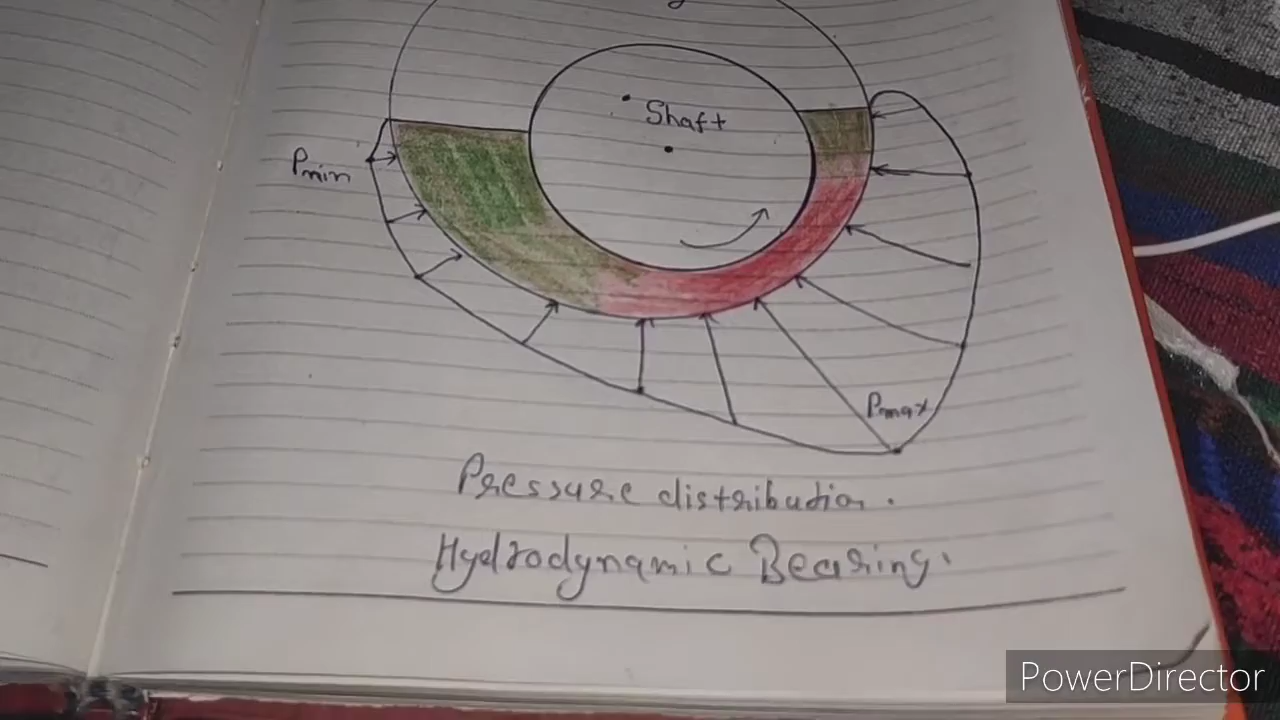 Shaft
Pmin
Pmax
Pressure distribution.
Hydrodynamic Bearing.
PowerDirector